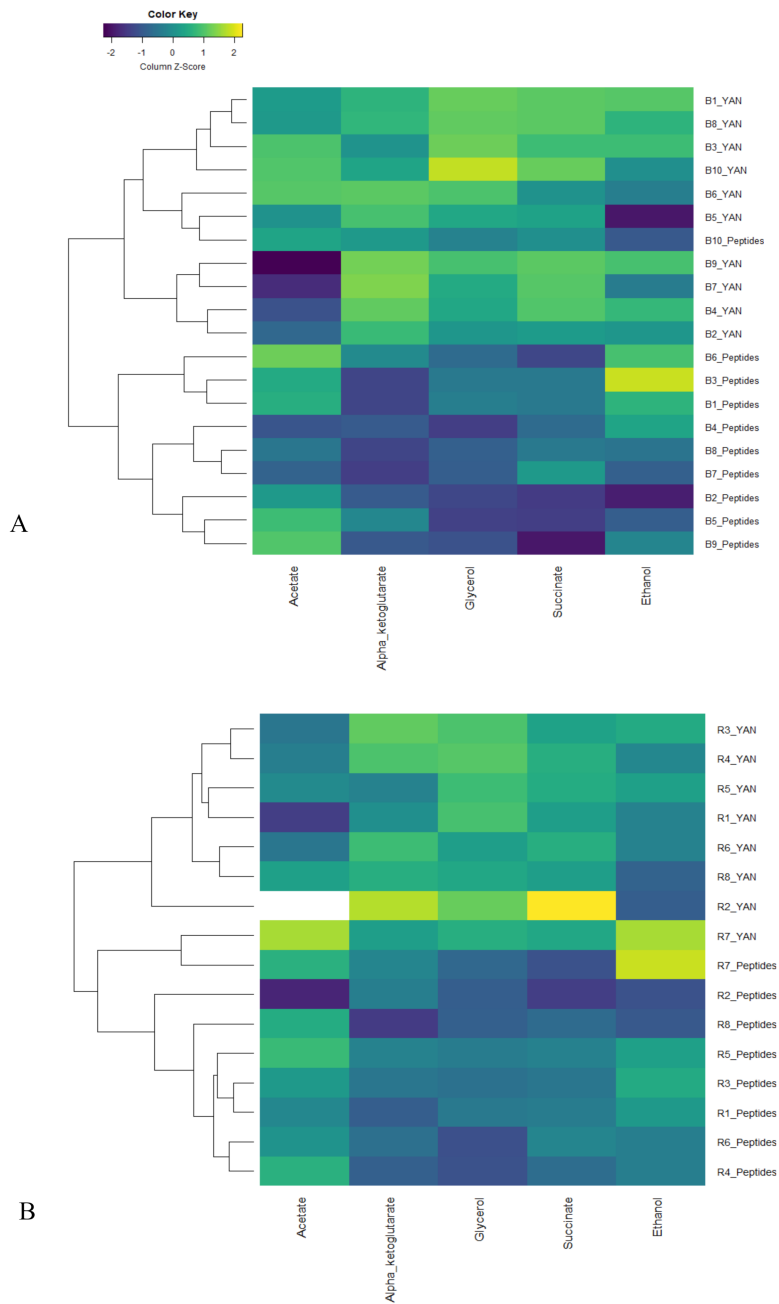 Color Key
-2 -1 0 1 2
Column Z-Score
B1_YAN
B8_YAN
B3_YAN
B10_YAN
B6_YAN
B5_YAN
B10_Peptides
B9_YAN
B7_YAN
B4_YAN
B2_YAN
B6_Peptides
B3_Peptides
B1_Peptides
B4_Peptides
B8_Peptides
B7_Peptides
B2_Peptides
B5_Peptides
B9_Peptides
A
Acetate
Alpha_ketoglutarate
Glycerol
Succinate
Ethanol
R3_YAN
R4_YAN
R5_YAN
R1_YAN
R6_YAN
R8_YAN
R2_YAN
R7_YAN
R7_Peptides
R2_Peptides
R8_Peptides
R5_Peptides
R3_Peptides
R1_Peptides
R6_Peptides
R4_Peptides
B
Acetate
Alpha_ketoglutarate
Glycerol
Succinate
Ethanol